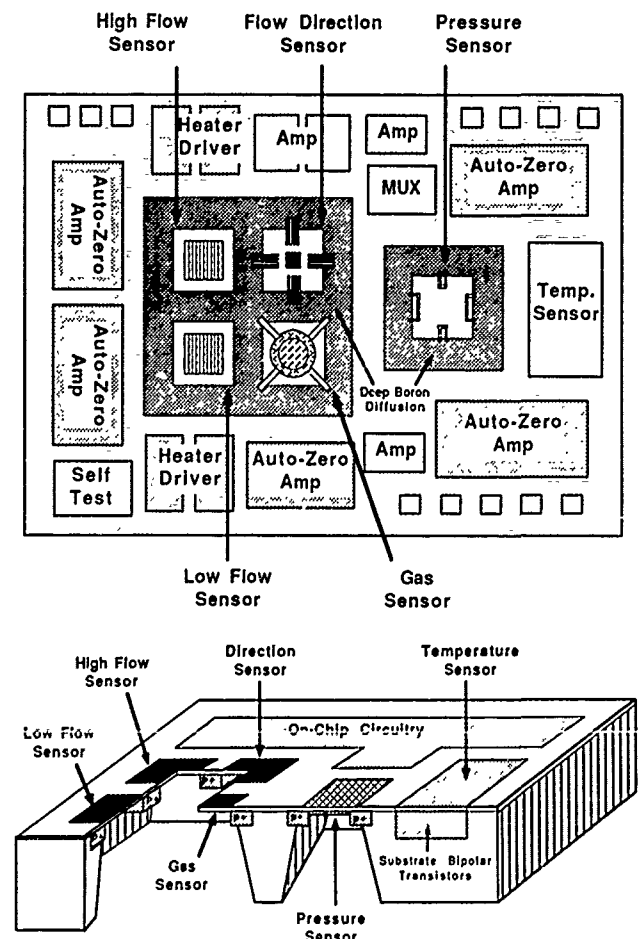 High Flow
Sensor
Flow Direction
Sensor
Pressure
Sensor
Heater
Driver
Amp
Amp
MUX
Auto-Zero
Amp
Auto-Zero
Amp
Auto-Zero
Amp
Temp.
Sensor
Deep Boron
Diffusion
Self
Test
Heater
Driver
Auto-Zero
Amp
Amp
Auto-Zero
Amp
Low Flow
Sensor
Gas
Sensor
High Flow
Sensor
Direction
Sensor
Temperature
Sensor
Low Flow
Sensor
On-Chip Circuitry
P+
P+
P+
P+
P+
P+
Gas
Sensor
Substrate Bipolar
Transistors
Pressure
Sensor